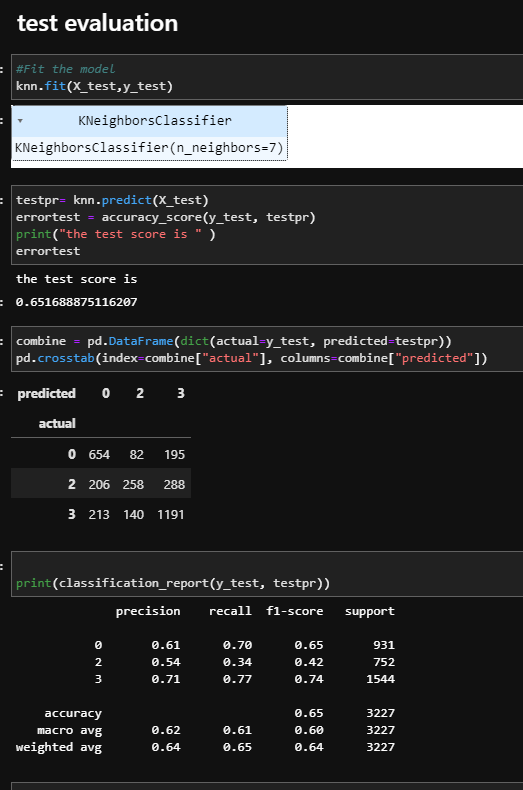 test evaluation
#Fit the model
knn.fit(X_test,y_test)
KNeighborsClassifier
KNeighborsClassifier(n_neighbors=7)
testpr= knn.predict(X_test)
errortest = accuracy_score(y_test, testpr)
print("the test score is " )
errortest
the test score is
0.651688875116207
combine = pd.DataFrame(dict(actual=y_test, predicted=testpr))
pd.crosstab(index=combine["actual"], columns=combine["predicted"])
predicted 0 2 3
actual
0 654 82 195
2 206 258 288
3 213 140 1191
print(classification_report(y_test, testpr))
precision recall f1-score support
0 0.61 0.70 0.65 931
2 0.54 0.34 0.42 752
3 0.71 0.77 0.74 1544
accuracy 0.65 3227
macro avg 0.62 0.61 0.60 3227
weighted avg 0.64 0.65 0.64 3227